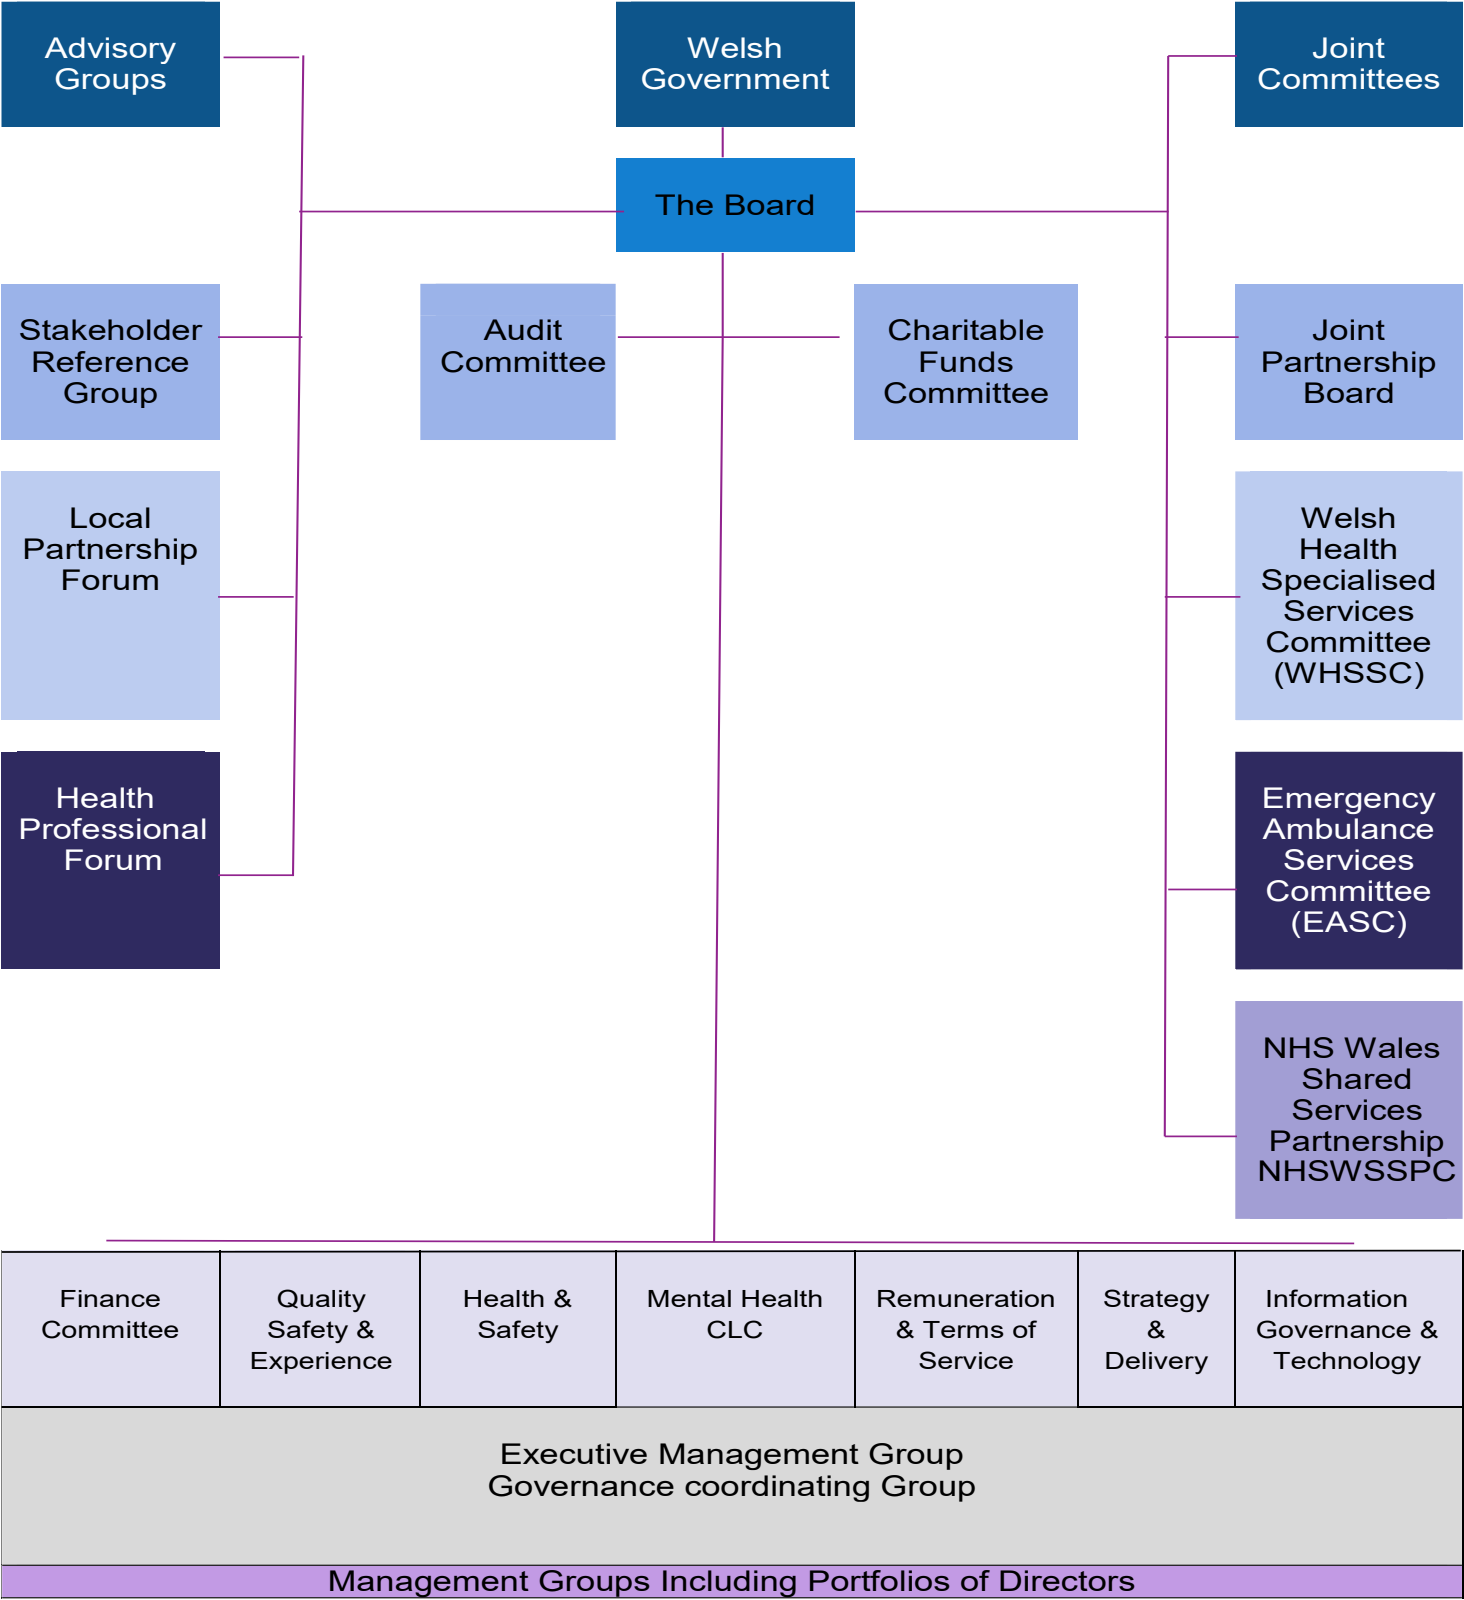 Advisory
Groups
Welsh
Government
Joint
Committees
The Board
Stakeholder
Reference
Group
Audit
Committee
Charitable
Funds
Committee
Joint
Partnership
Board
Local
Partnership
Forum
Welsh
Health
Specialised
Services
Committee
(WHSSC)
Health
Professional
Forum
Emergency
Ambulance
Services
Committee
(EASC)
NHS Wales
Shared
Services
Partnership
NHSWSSPC
Finance
Committee
Quality
Safety &
Experience
Health &
Safety
Mental Health
CLC
Remuneration
& Terms of
Service
Strategy
&
Delivery
Information
Governance &
Technology
Executive Management Group
Governance coordinating Group
Management Groups Including Portfolios of Directors